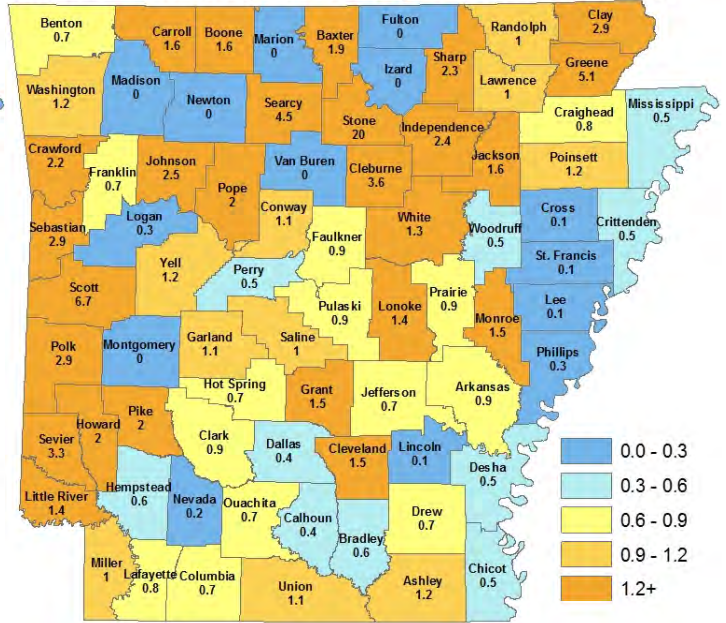 Benton
0.7
Carroll
1.6
Boone
1.6
Marion
0
Baxter
1.9
Fulton
0
Izard
0
Sharp
2.3
Randolph
1
Clay
2.9
Greene
5.1
Lawrence
1
Washington
1.2
Madison
0
Newton
0
Searcy
4.5
Stone
20
Independence
2.4
Jackson
1.6
Craighead
0.8
Mississippi
0.5
Poinsett
1.2
Crawford
2.2
Franklin
0.7
Johnson
2.5
Pope
2
Van Buren
0
Cleburne
3.6
Sebastian
2.9
Logan
0.3
Conway
1.1
Faulkner
0.9
White
1.3
Woodruff
0.5
Cross
0.1
Crittenden
0.5
St. Francis
0.1
Scott
6.7
Yell
1.2
Perry
0.5
Pulaski
0.9
Lonoke
1.4
Prairie
0.9
Monroe
1.5
Lee
0.1
Phillips
0.3
Polk
2.9
Montgomery
0
Garland
1.1
Saline
1
Hot Spring
0.7
Grant
1.5
Jefferson
0.7
Arkansas
0.9
Sevier
3.3
Howard
2
Pike
2
Clark
0.9
Dallas
0.4
Cleveland
1.5
Lincoln
0.1
Desha
0.5
Little River
1.4
Hempstead
0.6
Nevada
0.2
Ouachita
0.7
Calhoun
0.4
Bradley
0.6
Drew
0.7
Miller
1
Lafayette
0.8
Columbia
0.7
Union
1.1
Ashley
1.2
Chicot
0.5
0.0 - 0.3
0.3 - 0.6
0.6 - 0.9
0.9 - 1.2
1.2+